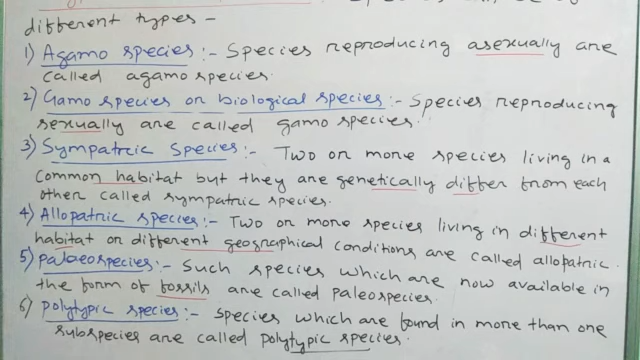 different types -
1) Agamo species :- Species reproducing asexually are
called agamo species.
2) Gamo species or biological species :- Species reproducing
sexually are called gamo species.
3) Sympatric Species :- Two or more species living in a
common habitat but they are genetically differ from each
other called sympatric species.
4) Allopatric species :- Two or more species living in different
habitat or different geographical conditions are called allopatric.
5) Palaeospecies :- Such species which are now available in
the form of fossils are called paleospecies.
6) Polytypic species :- Species which are found in more than one
subspecies are called polytypic species.